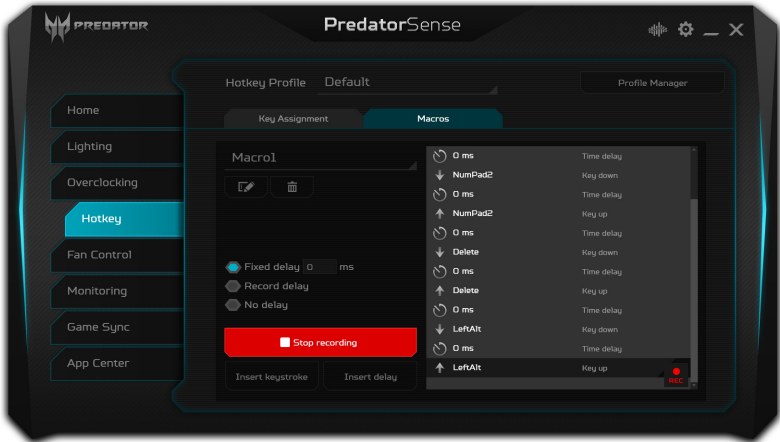 PREDATOR
PredatorSense
Hotkey Profile Default
Profile Manager
Key Assignment
Macros
Home
Lighting
Overclocking
Hotkey
Fan Control
Monitoring
Game Sync
App Center
Macro1
Fixed delay 0 ms
Record delay
No delay
Stop recording
Insert keystroke
Insert delay
0 ms Time delay
NumPad2 Key down
0 ms Time delay
NumPad2 Key up
0 ms Time delay
Delete Key down
0 ms Time delay
Delete Key up
0 ms Time delay
LeftAlt Key down
0 ms Time delay
LeftAlt Key up
REC